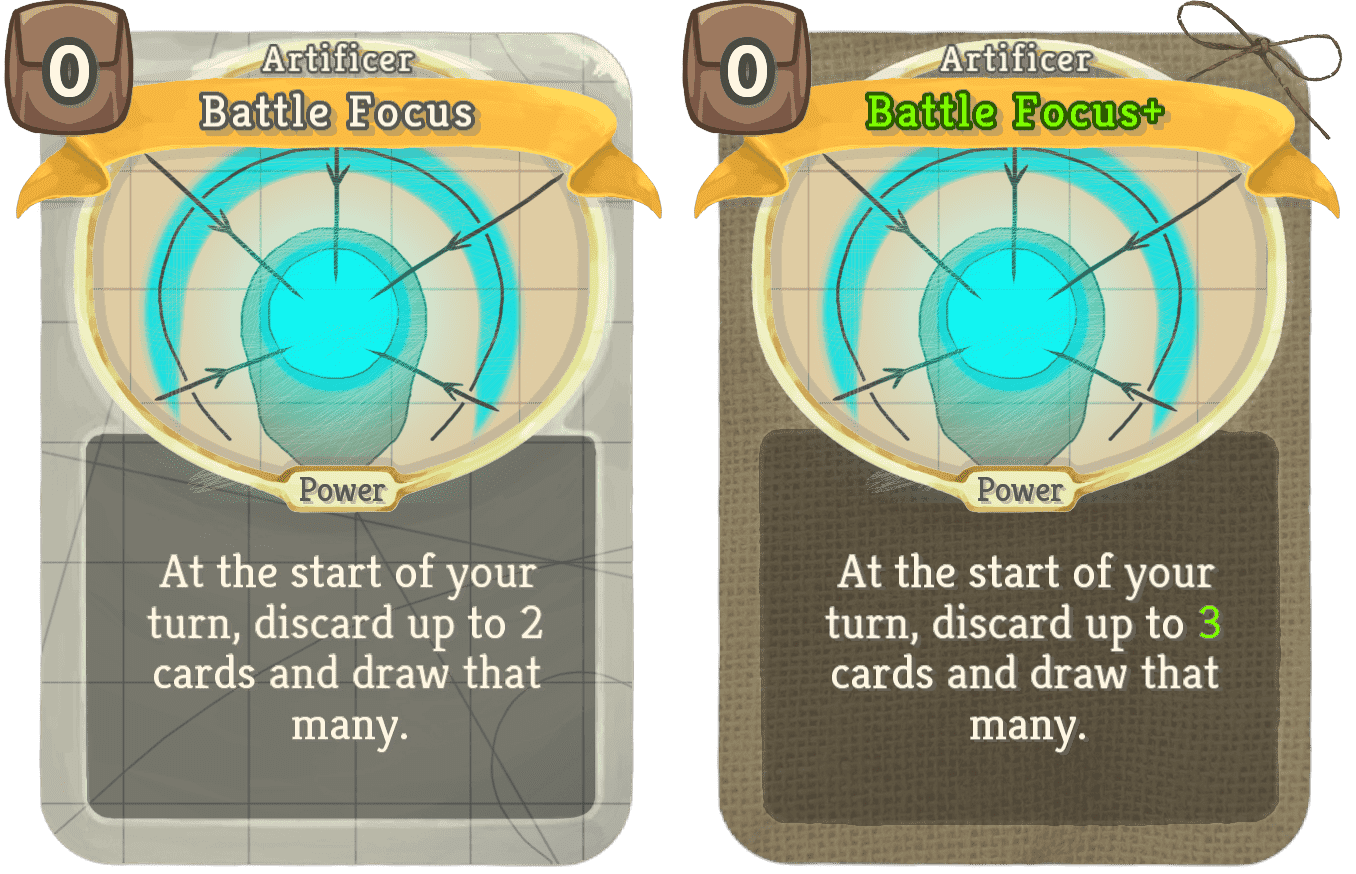 0
Artificer
Battle Focus
Power
At the start of your
turn, discard up to 2
cards and draw that
many.
0
Artificer
Battle Focus+
Power
At the start of your
turn, discard up to 3
cards and draw that
many.